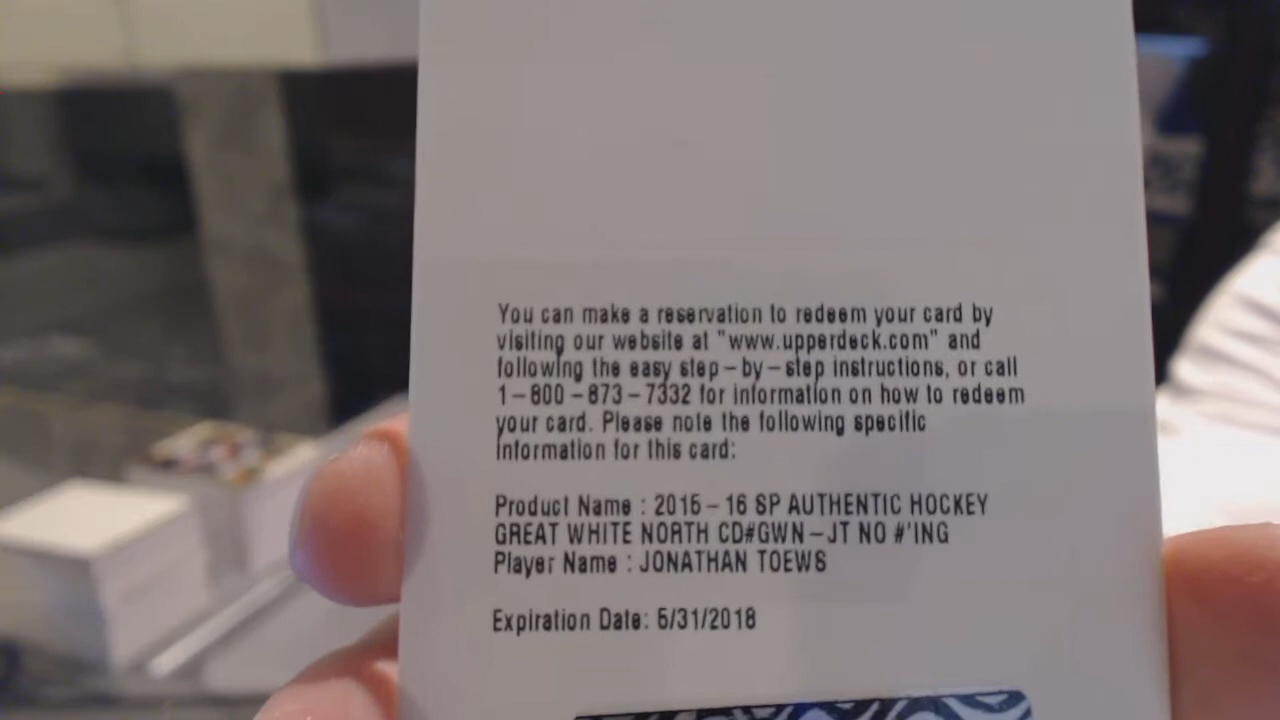 You can make a reservation to redeem your card by
visiting our website at "www.upperdeck.com" and
following the easy step-by-step instructions, or call
1-800-873-7332 for information on how to redeem
your card. Please note the following specific
information for this card:
Product Name : 2015-16 SP AUTHENTIC HOCKEY
GREAT WHITE NORTH CD#GWN-JT NO #'ING
Player Name : JONATHAN TOEWS
Expiration Date: 5/31/2018